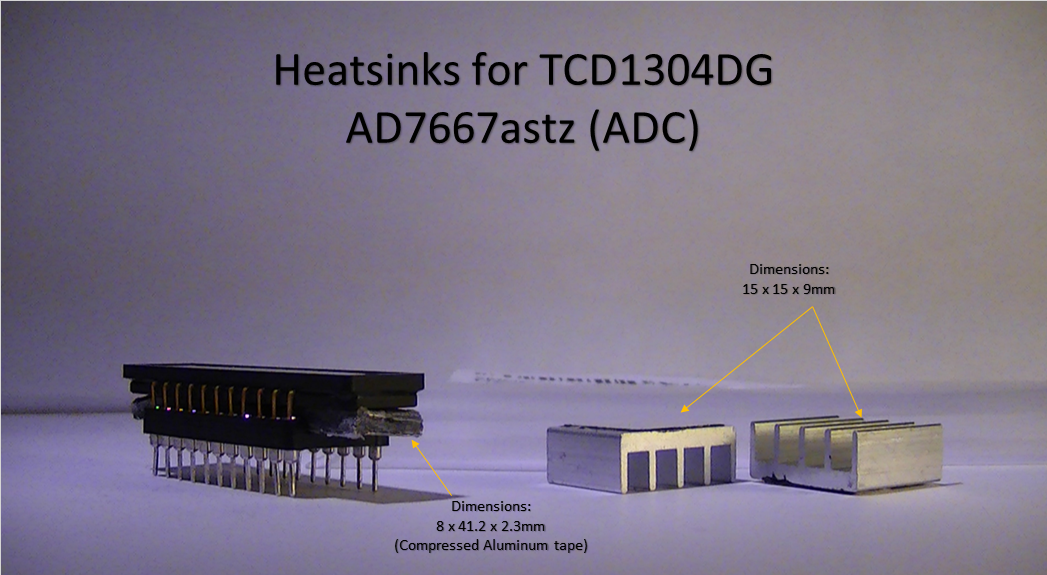 Heatsinks for TCD1304DG
AD7667astz (ADC)
Dimensions:
15 x 15 x 9mm
Dimensions:
8 x 41.2 x 2.3mm
(Compressed Aluminum tape)